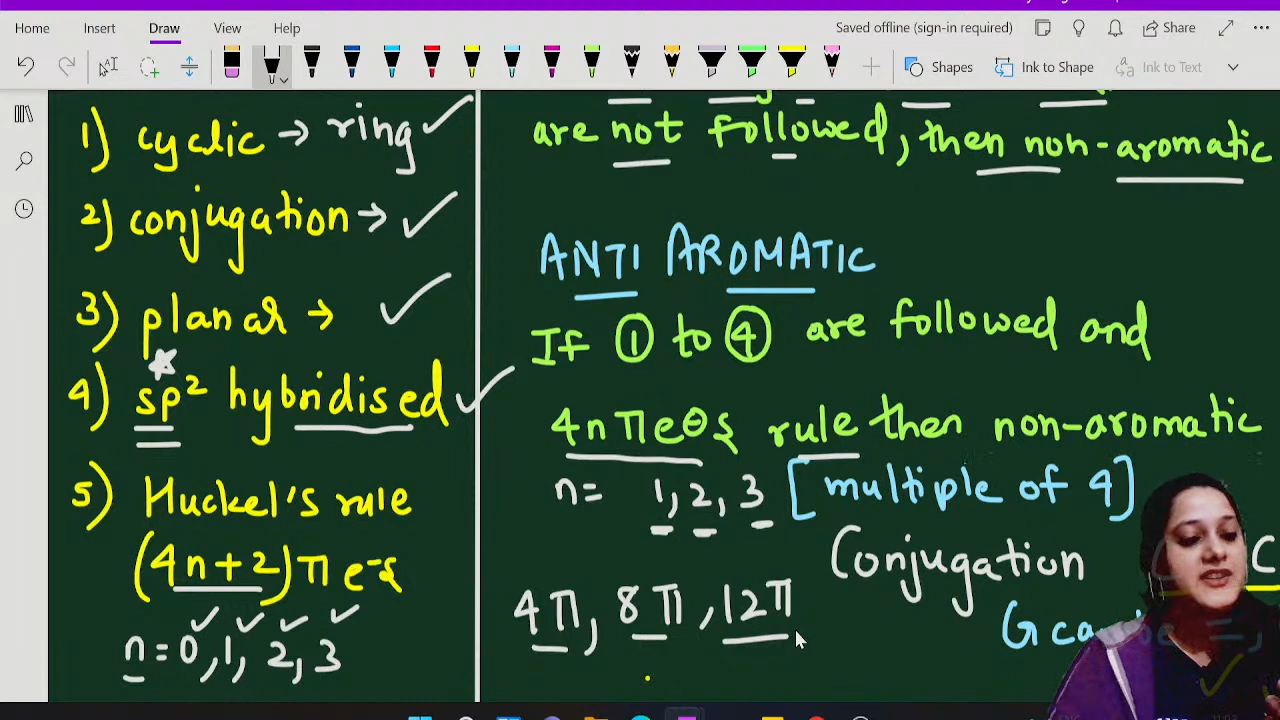 Home Insert Draw View Help
Saved offline (sign-in required)
Share
Shapes Ink to Shape Ink to Text
1) cyclic → ring
2) conjugation →
3) planar →
4) sp² hybridised
5) Huckel's rule
(4n+2)π e⁻s
n=0,1, 2, 3
are not followed, then non-aromatic
ANTI AROMATIC
If ① to ④ are followed and
4n π eΘs rule then non-aromatic
n= 1, 2, 3 [multiple of 4]
4π, 8π, 12π
Conjugation